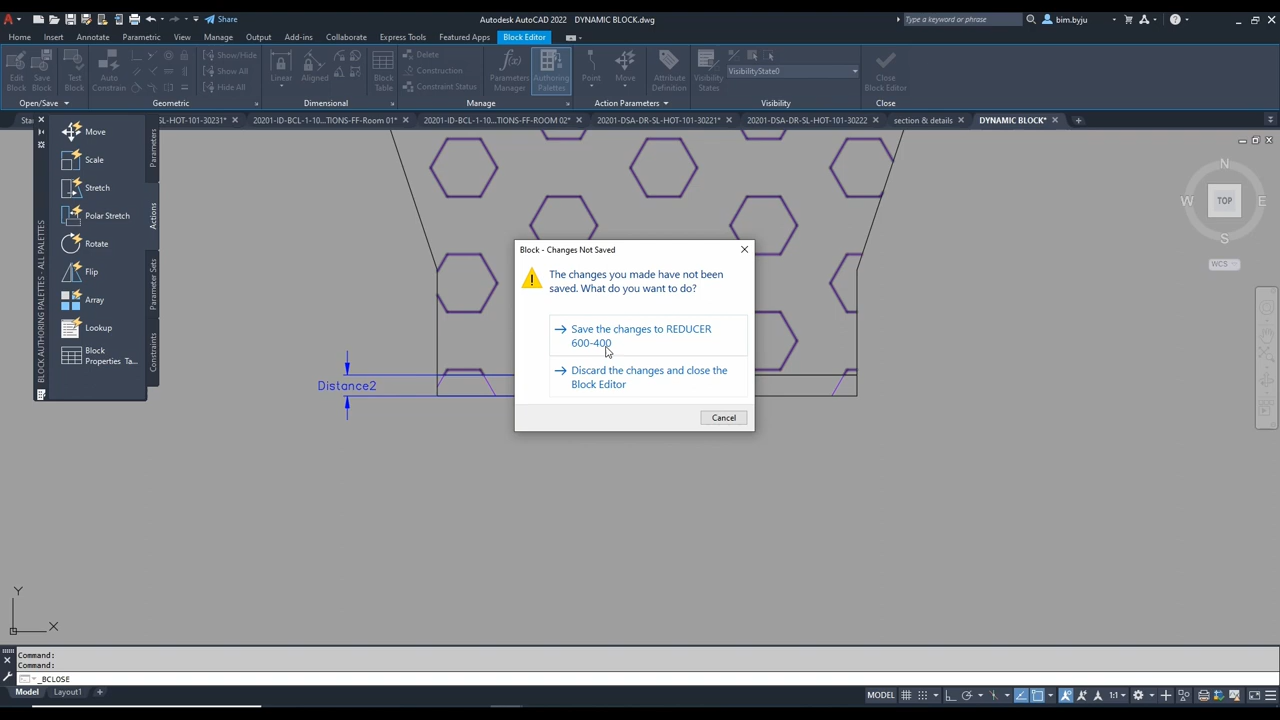 Share
Autodesk AutoCAD 2022 DYNAMIC BLOCK.dwg
Type a keyword or phrase
bim.byju
Home Insert Annotate Parametric View Manage Output Add-ins Collaborate Express Tools Featured Apps Block Editor
Edit Block
Save Block
Test Block
Auto Constrain
Show/Hide
Show All
Hide All
Linear
Aligned
Block Table
Delete
Construction
Constraint Status
Parameters Manager
Authoring Palettes
Point
Move
Attribute Definition
Visibility States
VisibilityState0
Close Block Editor
Open/Save Geometric Dimensional Manage Action Parameters Visibility Close
Sta SL-HOT-101-30231* 20201-ID-BCL-1-10...TIONS-FF-Room 01* 20201-ID-BCL-1-10...TIONS-FF-ROOM 02* 20201-DSA-DR-SL-HOT-101-30221* 20201-DSA-DR-SL-HOT-101-30222 section & details DYNAMIC BLOCK*
Move
Scale
Stretch
Polar Stretch
Rotate
Flip
Array
Lookup
Block
Properties Ta...
Parameters
Actions
Parameter Sets
Constraints
BLOCK AUTHORING PALETTES - ALL PALETTES
N
W TOP E
S
WCS
Block - Changes Not Saved
The changes you made have not been
saved. What do you want to do?
Save the changes to REDUCER
600-400
Discard the changes and close the
Block Editor
Cancel
Distance2
Y
X
Command:
Command:
_BCLOSE
Model Layout1
MODEL 1:1